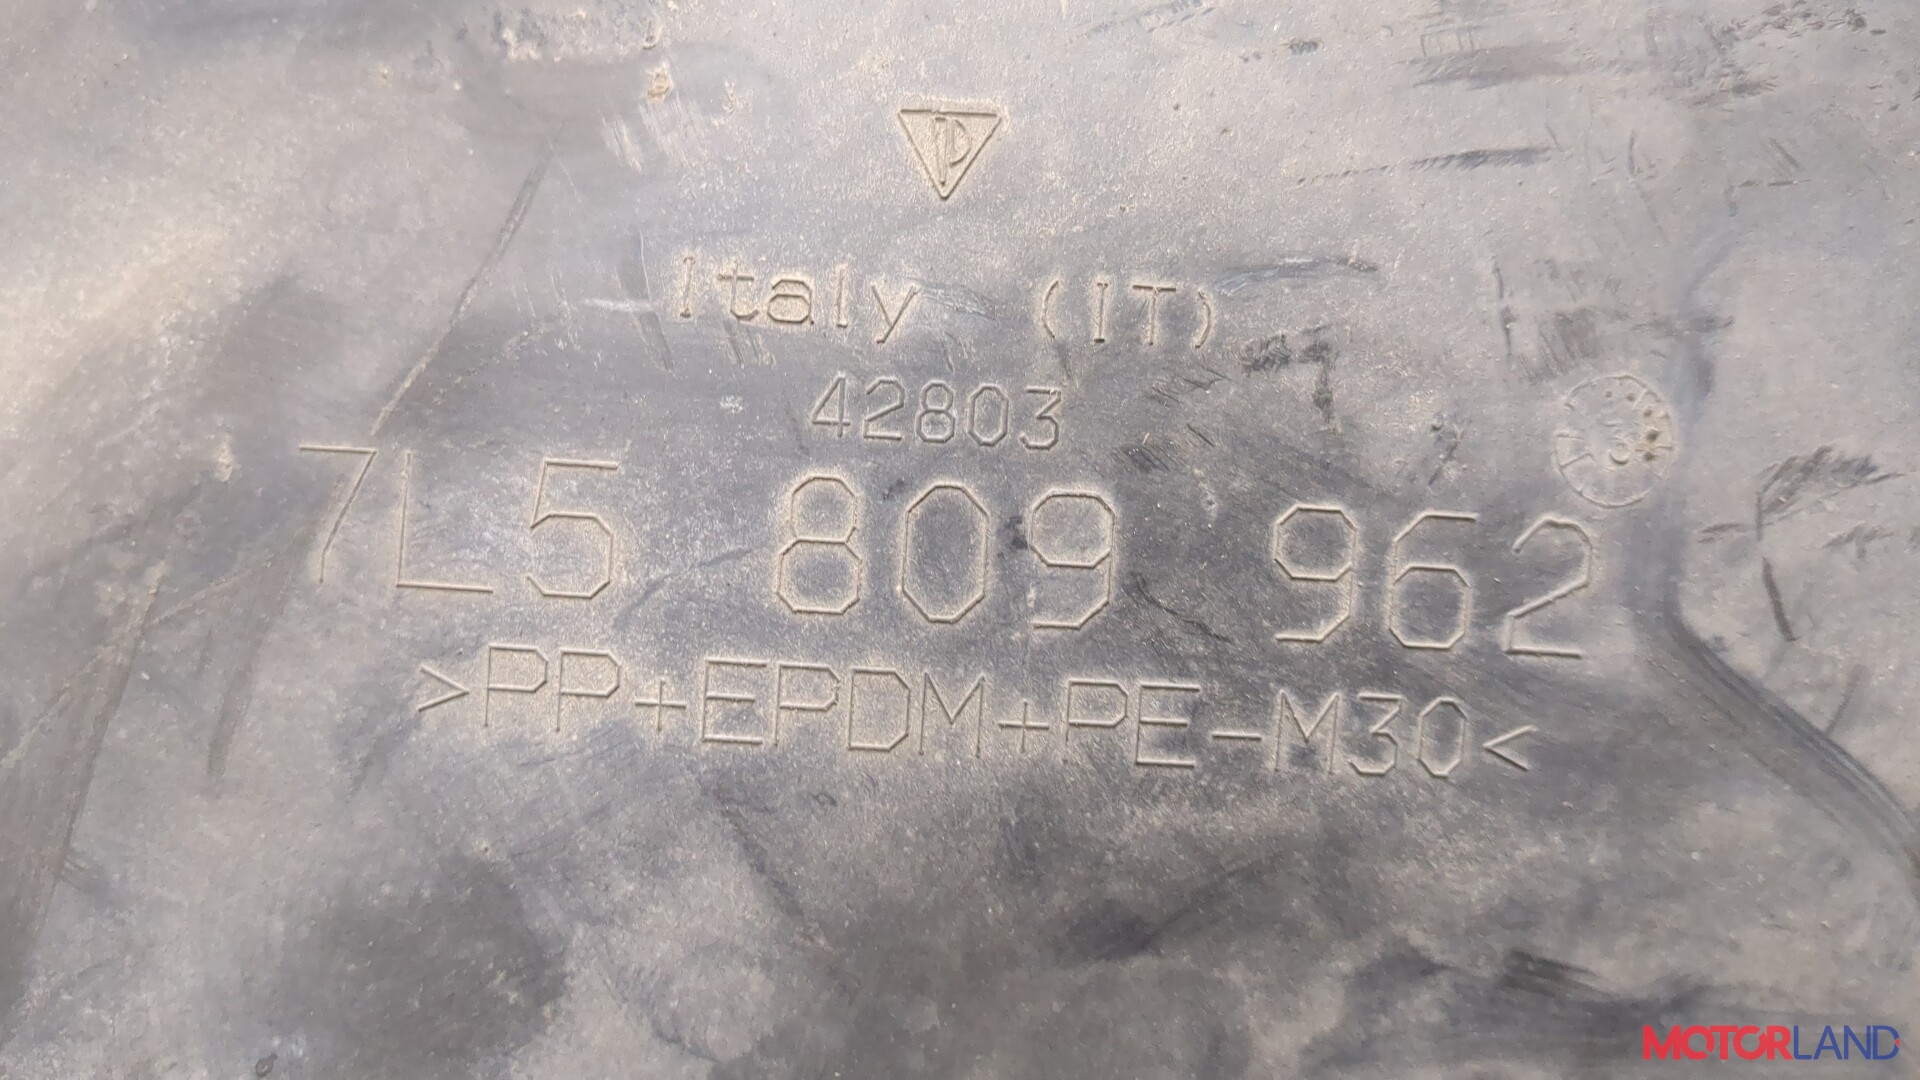 Italy (IT)
42803
7L5 809 962
>PP+EPDM+PE-M30<
MOTORLAND